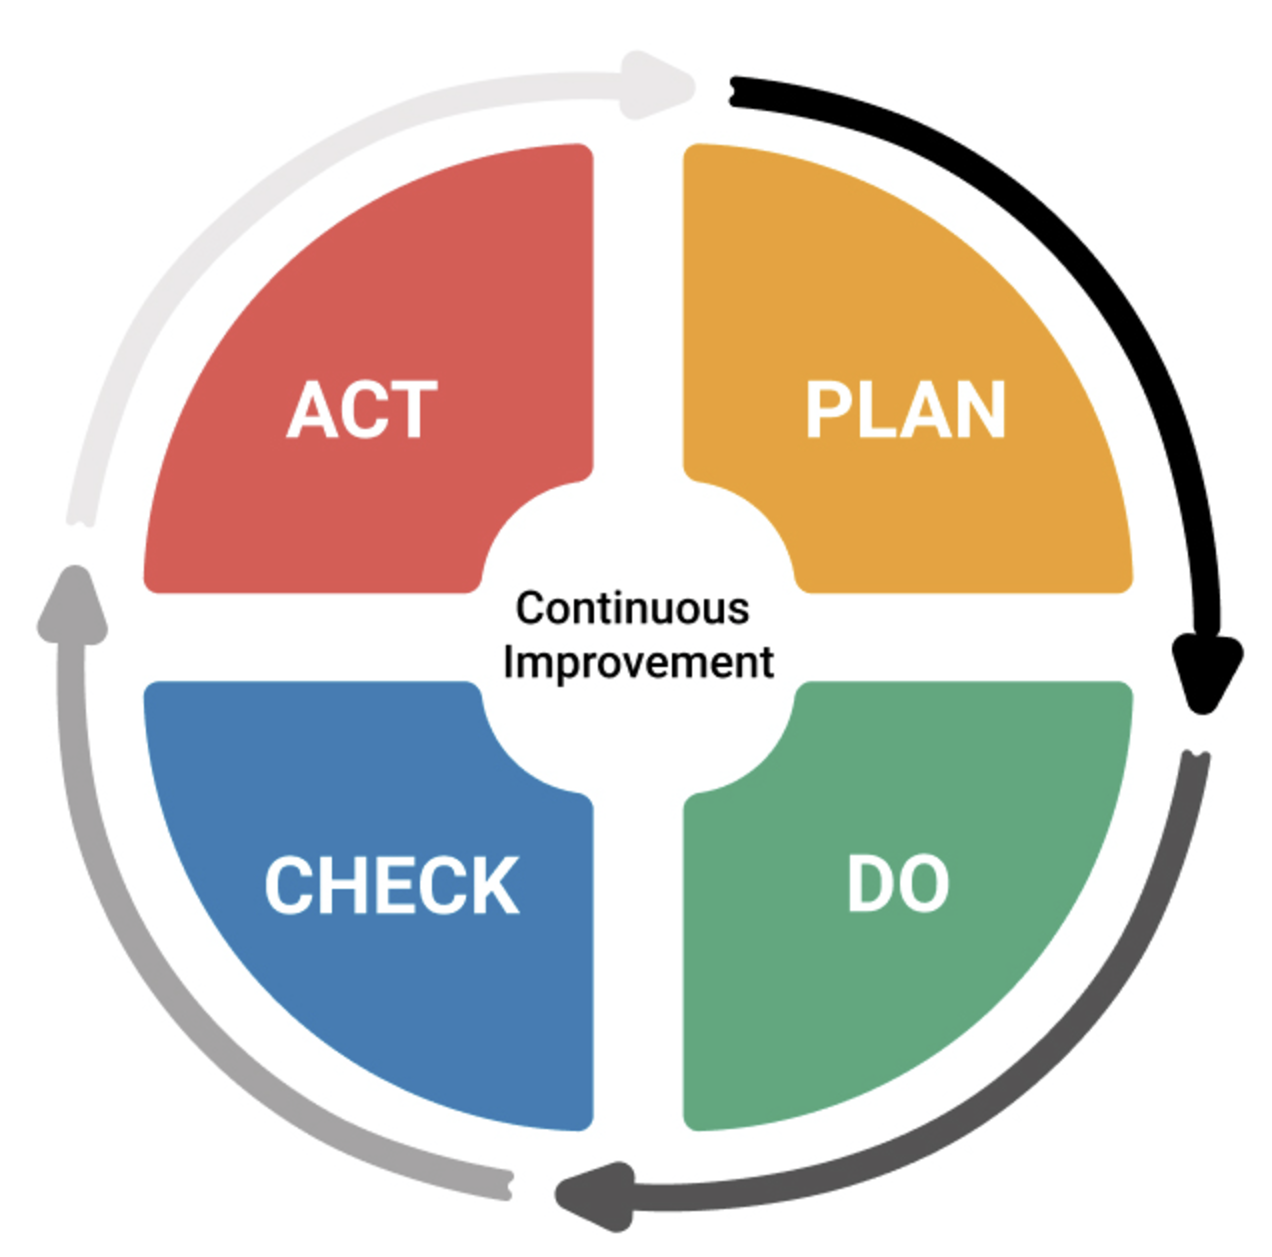 ACT
PLAN
Continuous
Improvement
CHECK
DO